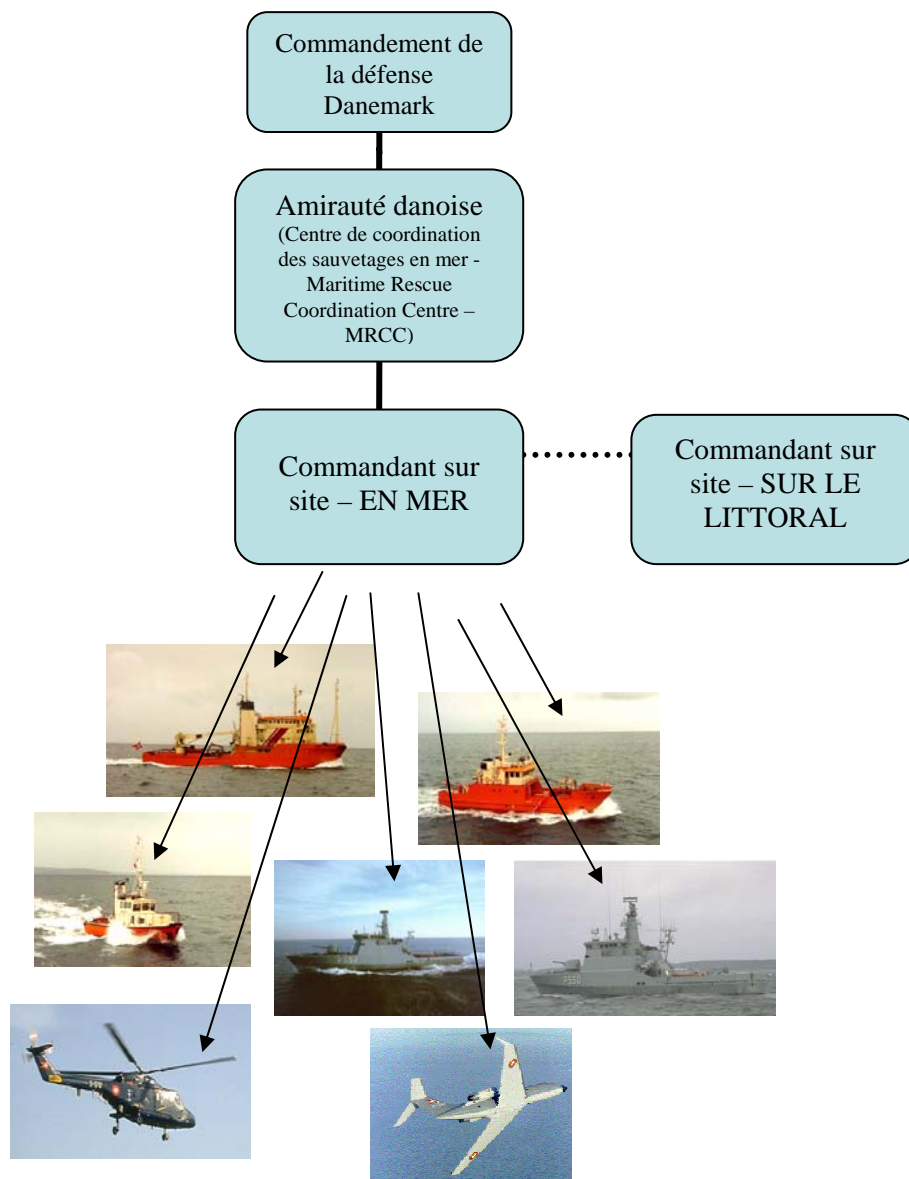 Commandement de
la défense
Danemark
Amirauté danoise
(Centre de coordination
des sauvetages en mer -
Maritime Rescue
Coordination Centre –
MRCC)
Commandant sur
site – EN MER
Commandant sur
site – SUR LE
LITTORAL
P550